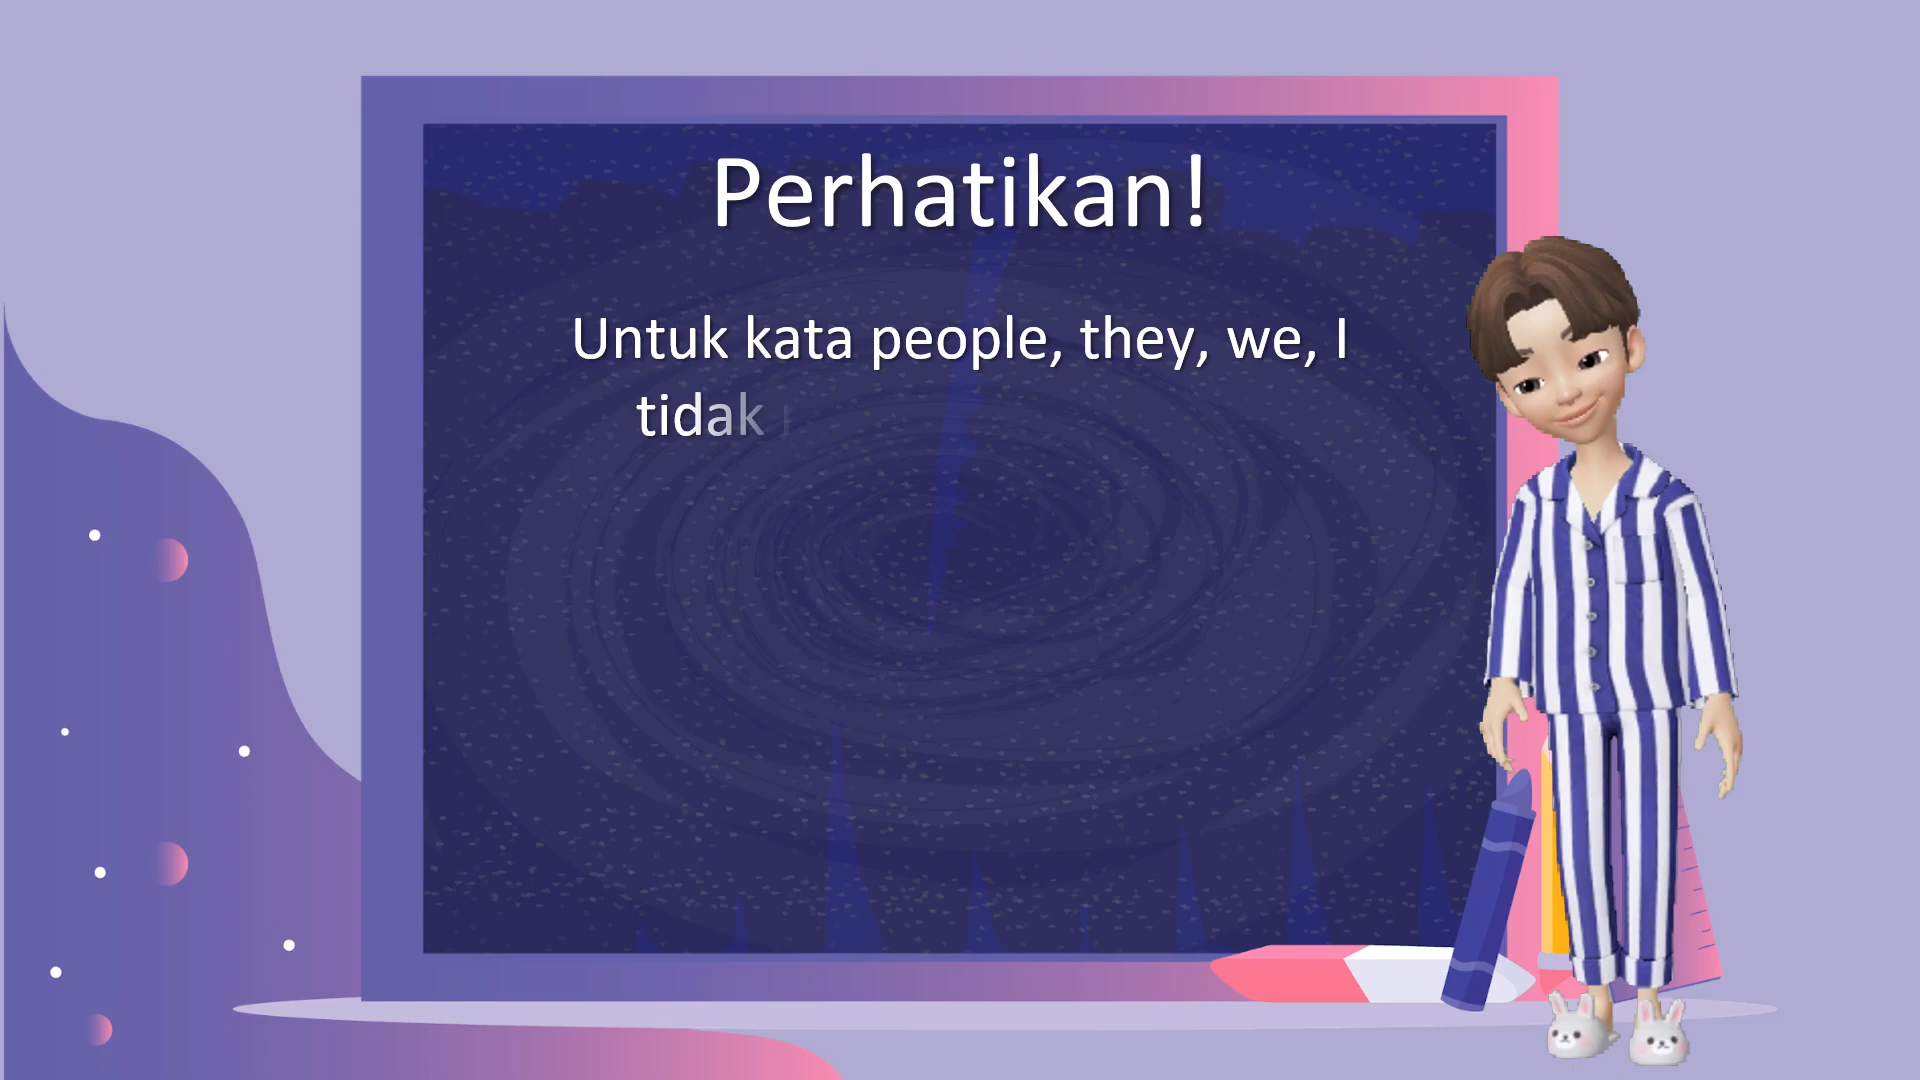 Perhatikan!
Untuk kata people, they, we, I
tidak